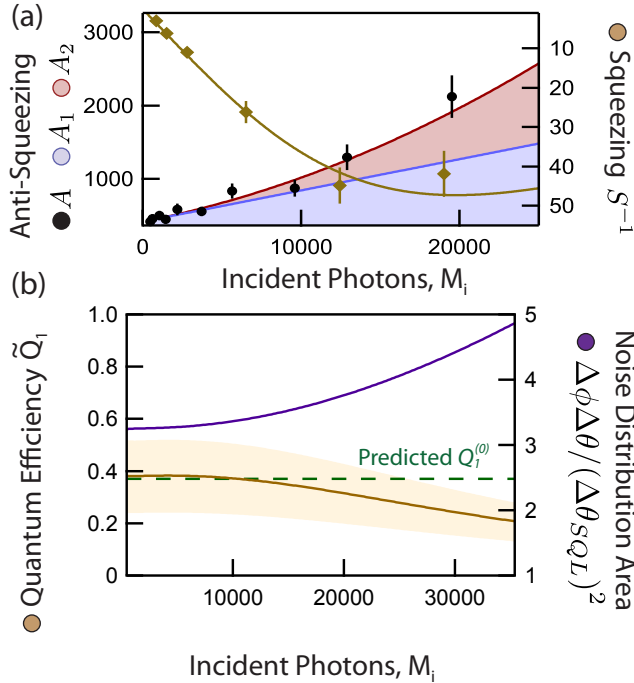 (a)
Anti-Squeezing
A A₁ A₂
3000
2000
1000
0
10000
20000
10
20
30
40
50
Squeezing S⁻¹
Incident Photons, Mᵢ
(b)
Quantum Efficiency Q̃₁
1.0
0.8
0.6
0.4
0.2
0
5
4
3
2
1
Predicted Q₁⁽⁰⁾
10000
20000
30000
Noise Distribution Area
ΔφΔθ/(Δθ_SQL)²
Incident Photons, Mᵢ